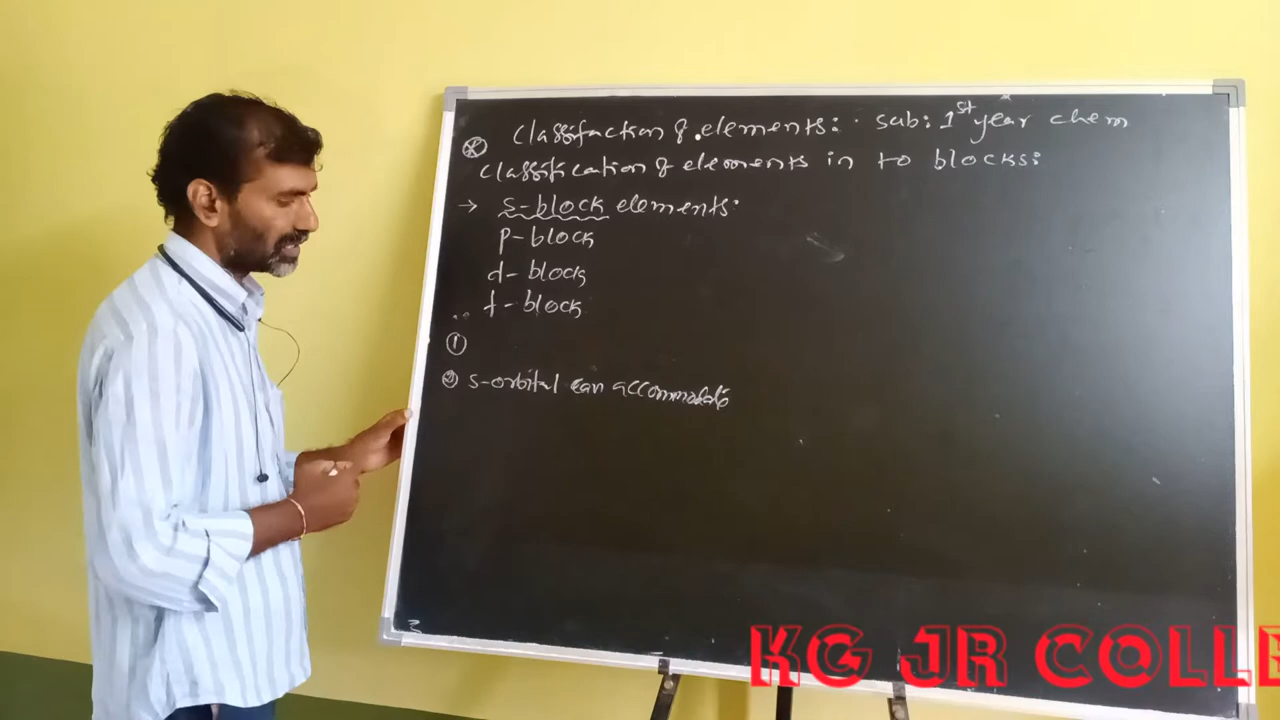 Classifaction of elements: sub: 1st year chem
Classification of elements in to blocks:
→ s-block elements:
p-block
d-block
f-block
①
② s-orbital can accommodate
KG JR COLLE